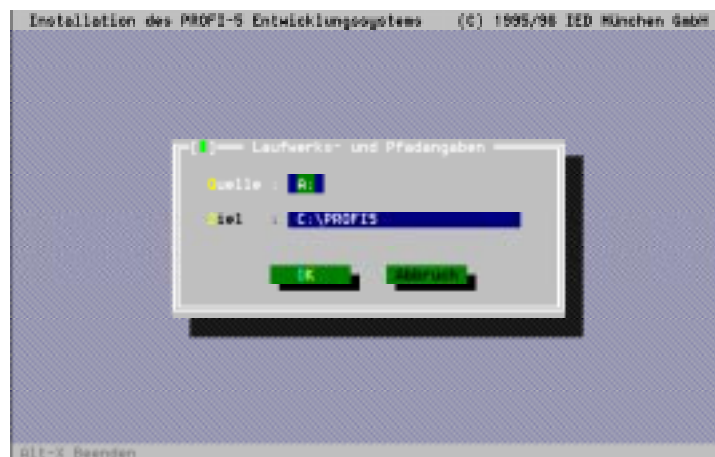 Installation des PROFI-5 Entwicklungssystems (C) 1995/96 IED München GmbH
Laufwerks- und Pfadangaben
Quelle : A:
Ziel : C:\PROFI5
OK Abbruch
Alt-X Beenden